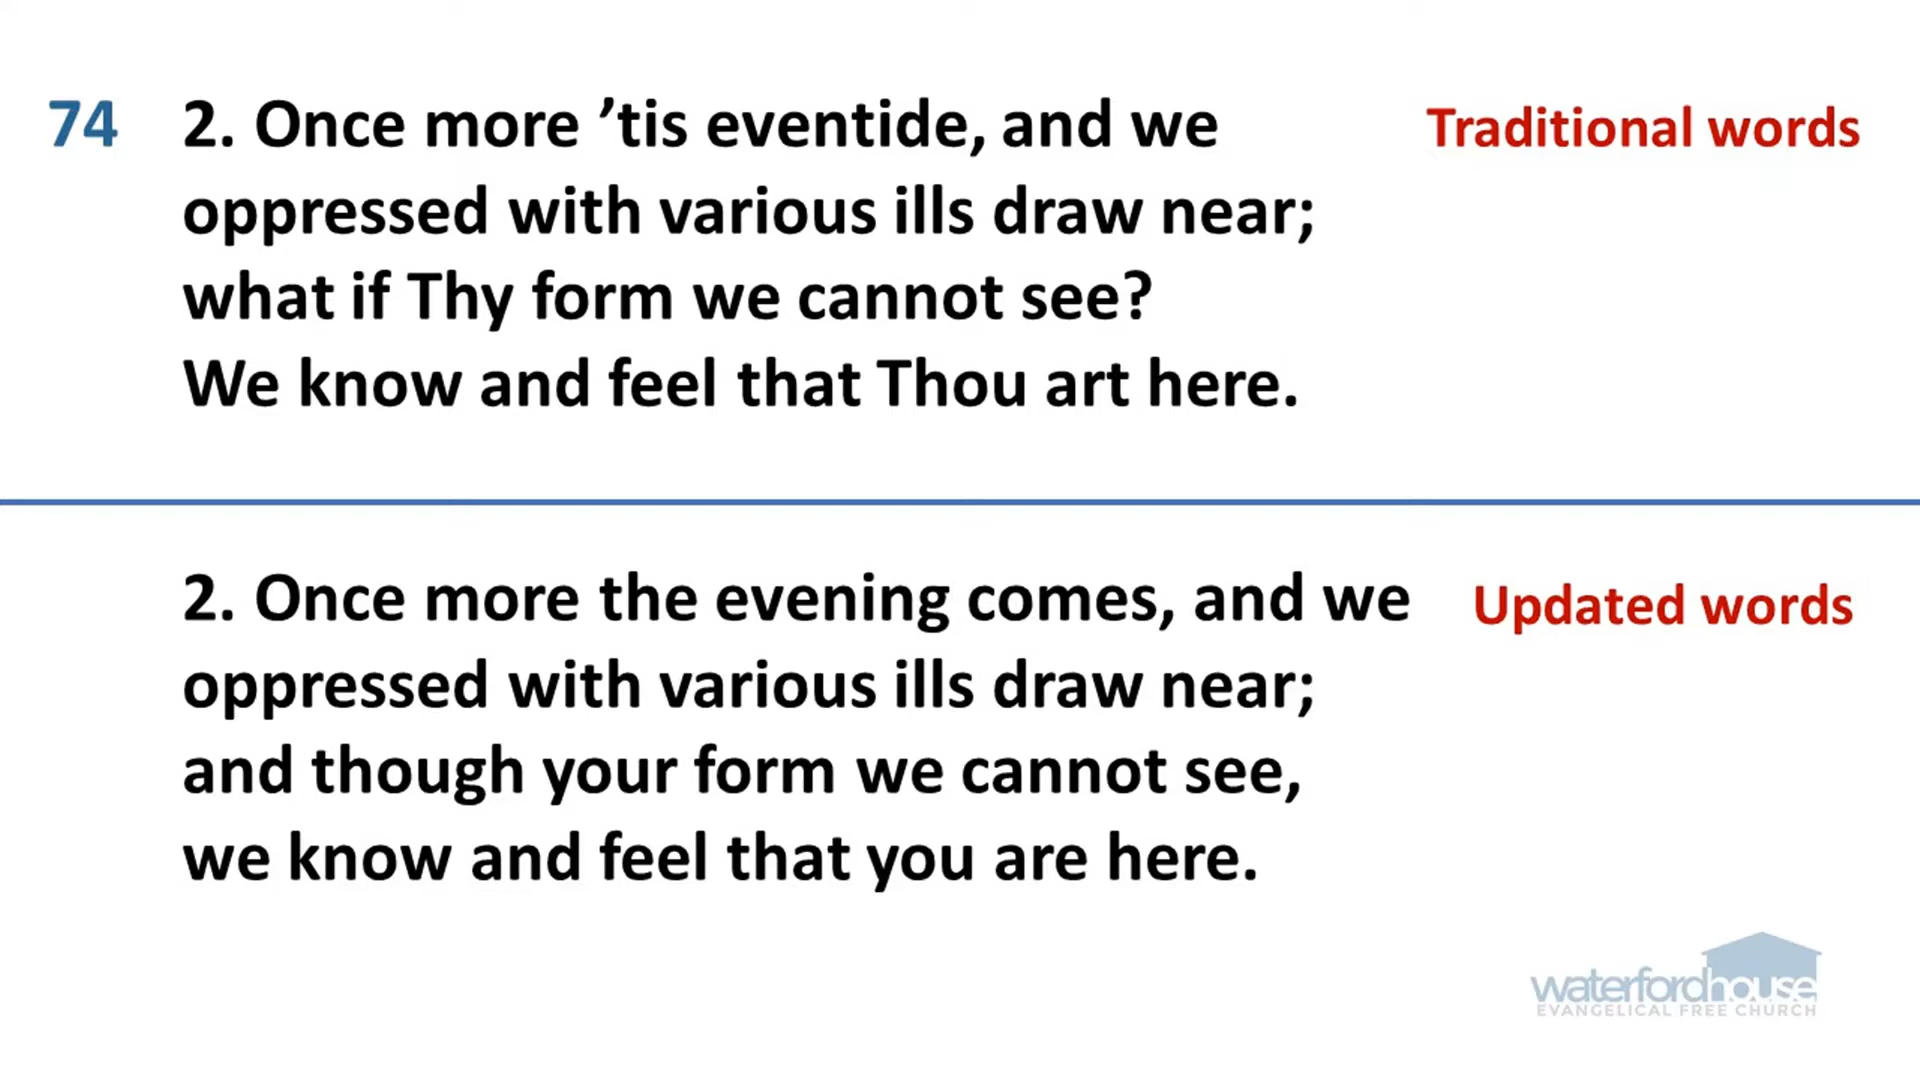 74 2. Once more ’tis eventide, and we Traditional words
oppressed with various ills draw near;
what if Thy form we cannot see?
We know and feel that Thou art here.
2. Once more the evening comes, and we Updated words
oppressed with various ills draw near;
and though your form we cannot see,
we know and feel that you are here.
waterfordhouse
EVANGELICAL FREE CHURCH